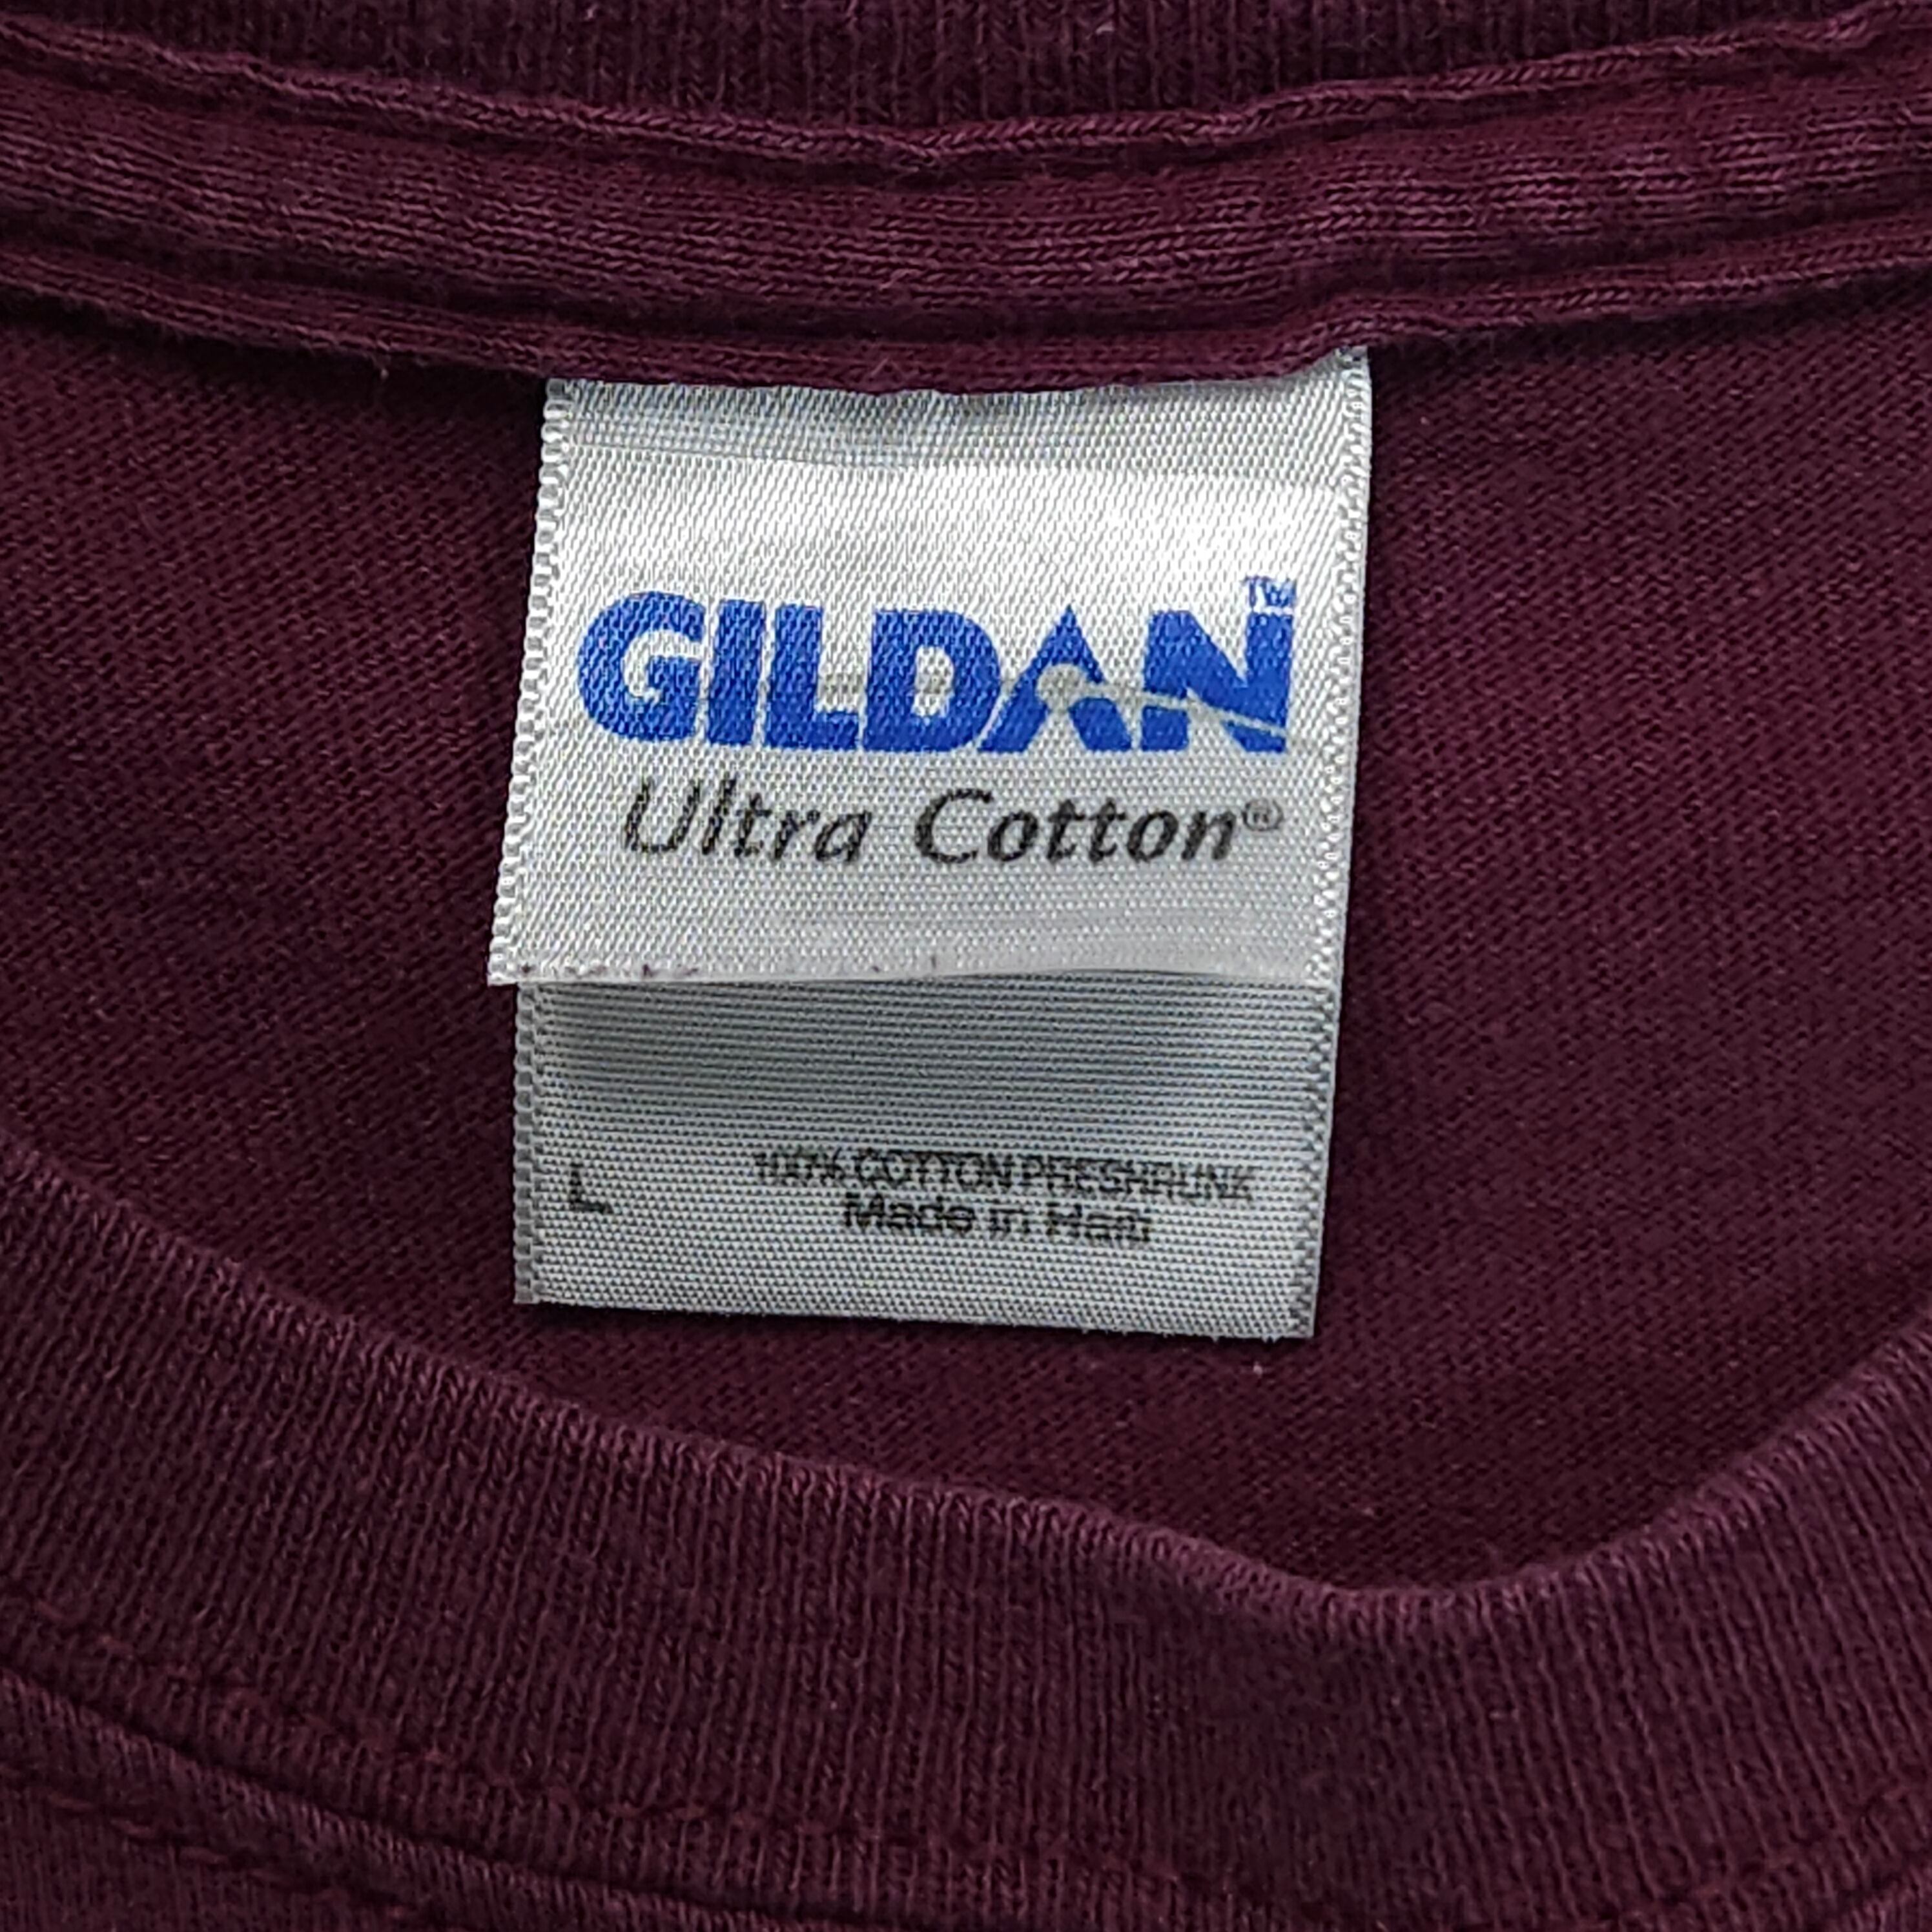 GILDAN™
Ultra Cotton®
L
100% COTTON PRESHRUNK
Made in Haiti